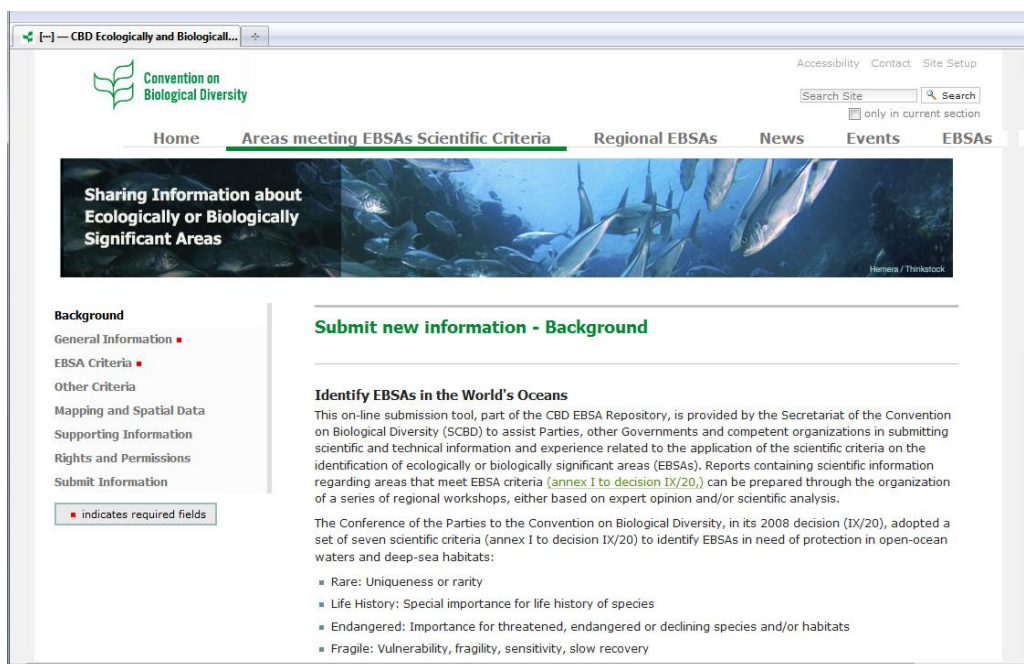 [···] — CBD Ecologically and Biologicall...
Accessibility Contact Site Setup
Convention on
Biological Diversity
Search Site Search
only in current section
Home Areas meeting EBSAs Scientific Criteria Regional EBSAs News Events EBSAs
Sharing Information about
Ecologically or Biologically
Significant Areas
Hemera / Thinkstock
Background
General Information
EBSA Criteria
Other Criteria
Mapping and Spatial Data
Supporting Information
Rights and Permissions
Submit Information
indicates required fields
Submit new information - Background
Identify EBSAs in the World's Oceans
This on-line submission tool, part of the CBD EBSA Repository, is provided by the Secretariat of the Convention
on Biological Diversity (SCBD) to assist Parties, other Governments and competent organizations in submitting
scientific and technical information and experience related to the application of the scientific criteria on the
identification of ecologically or biologically significant areas (EBSAs). Reports containing scientific information
regarding areas that meet EBSA criteria (annex I to decision IX/20,) can be prepared through the organization
of a series of regional workshops, either based on expert opinion and/or scientific analysis.
The Conference of the Parties to the Convention on Biological Diversity, in its 2008 decision (IX/20), adopted a
set of seven scientific criteria (annex I to decision IX/20) to identify EBSAs in need of protection in open-ocean
waters and deep-sea habitats:
Rare: Uniqueness or rarity
Life History: Special importance for life history of species
Endangered: Importance for threatened, endangered or declining species and/or habitats
Fragile: Vulnerability, fragility, sensitivity, slow recovery